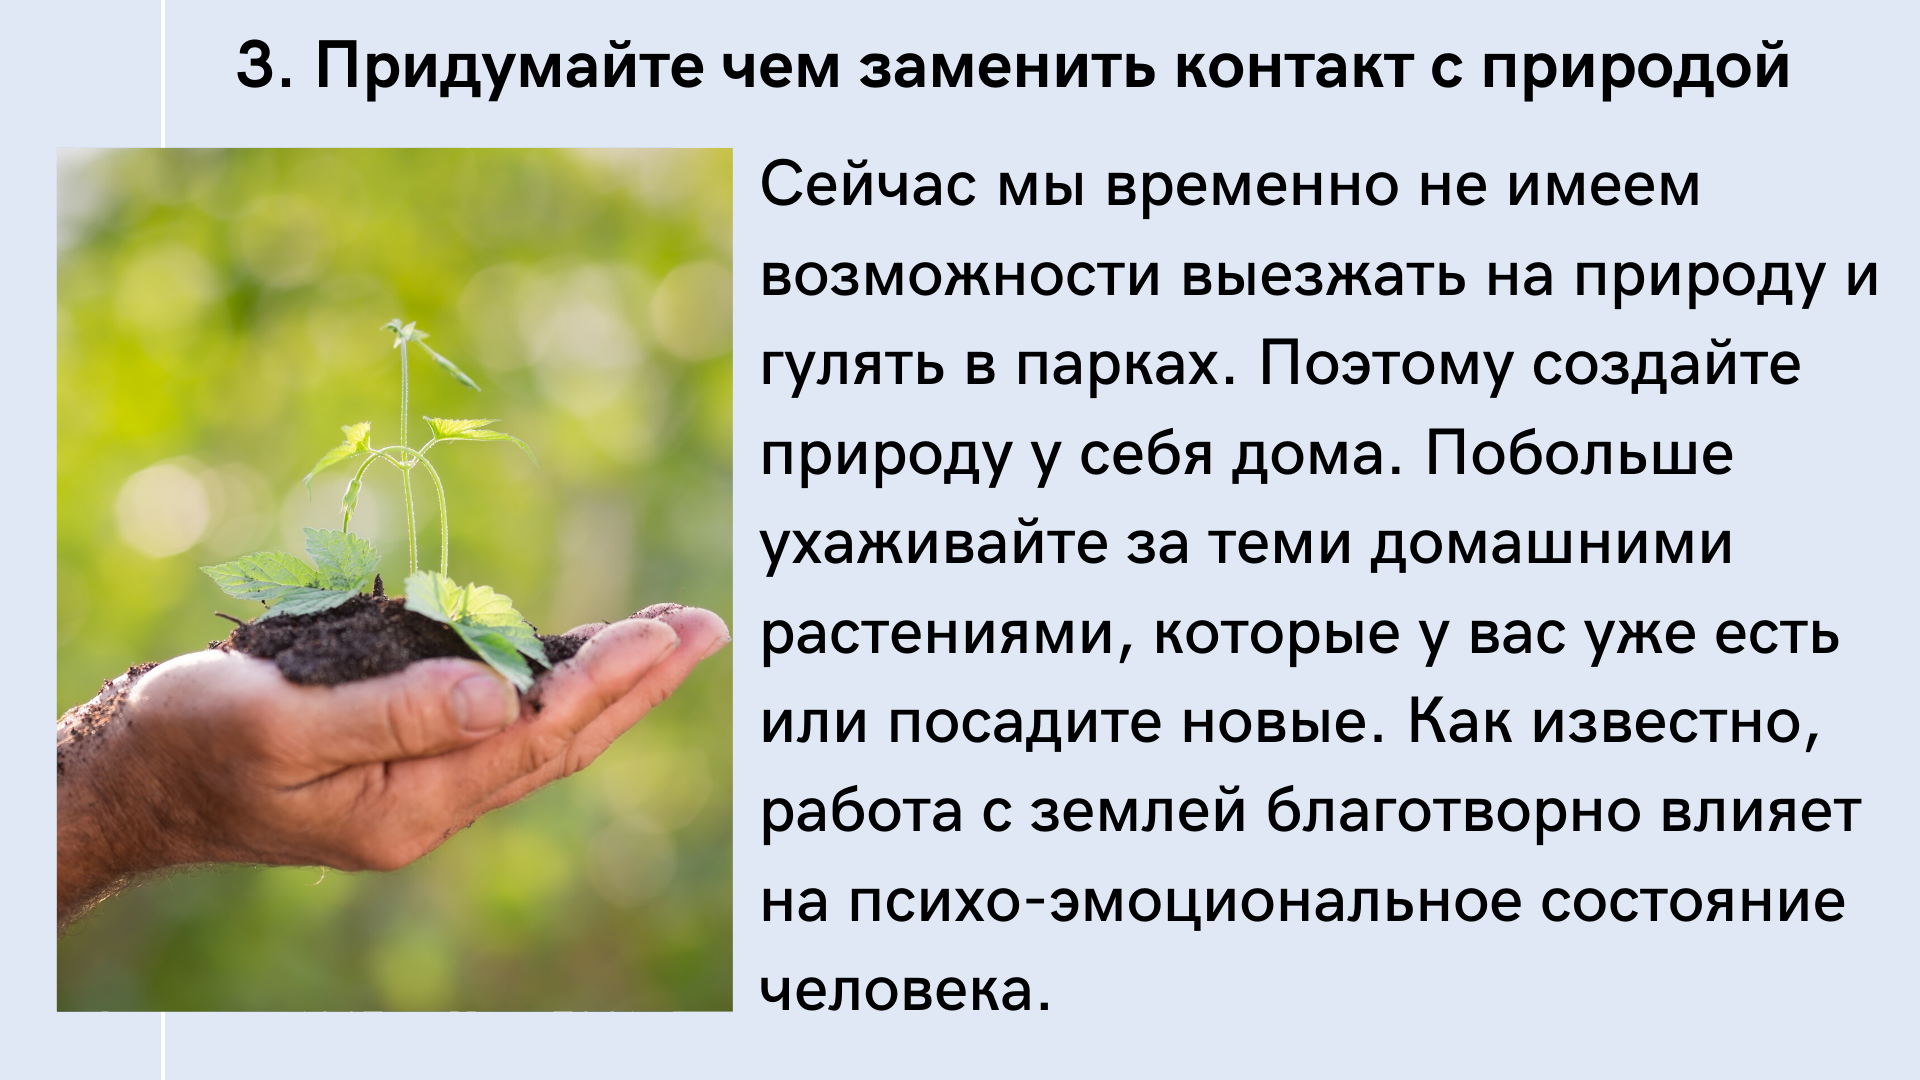 3. Придумайте чем заменить контакт с природой
Сейчас мы временно не имеем
возможности выезжать на природу и
гулять в парках. Поэтому создайте
природу у себя дома. Побольше
ухаживайте за теми домашними
растениями, которые у вас уже есть
или посадите новые. Как известно,
работа с землей благотворно влияет
на психо-эмоциональное состояние
человека.